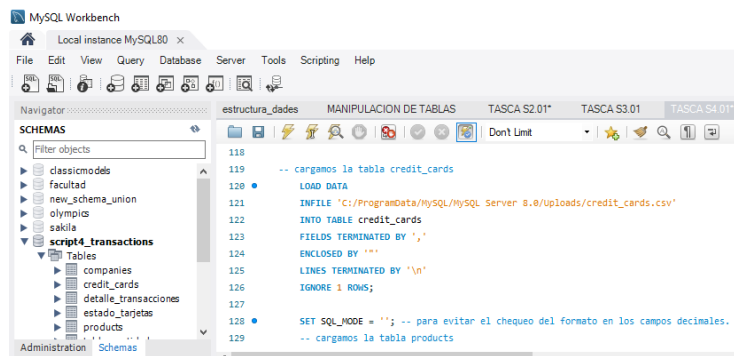 MySQL Workbench
Local instance MySQL80 ×
File Edit View Query Database Server Tools Scripting Help
Navigator
estructura_dades MANIPULACION DE TABLAS TASCA S2.01* TASCA S3.01 TASCA S4 01*
SCHEMAS
Don't Limit
Filter objects
classicmodels
facultad
new_schema_union
olympics
sakila
script4_transactions
Tables
companies
credit_cards
detalle_transacciones
estado_tarjetas
products
Administration Schemas
118
119 -- cargamos la tabla credit_cards
120 LOAD DATA
121 INFILE 'C:/ProgramData/MySQL/MySQL Server 8.0/Uploads/credit_cards.csv'
122 INTO TABLE credit_cards
123 FIELDS TERMINATED BY ','
124 ENCLOSED BY '"'
125 LINES TERMINATED BY '\n'
126 IGNORE 1 ROWS;
127
128 SET SQL_MODE = ''; -- para evitar el chequeo del formato en los campos decimales.
129 -- cargamos la tabla products